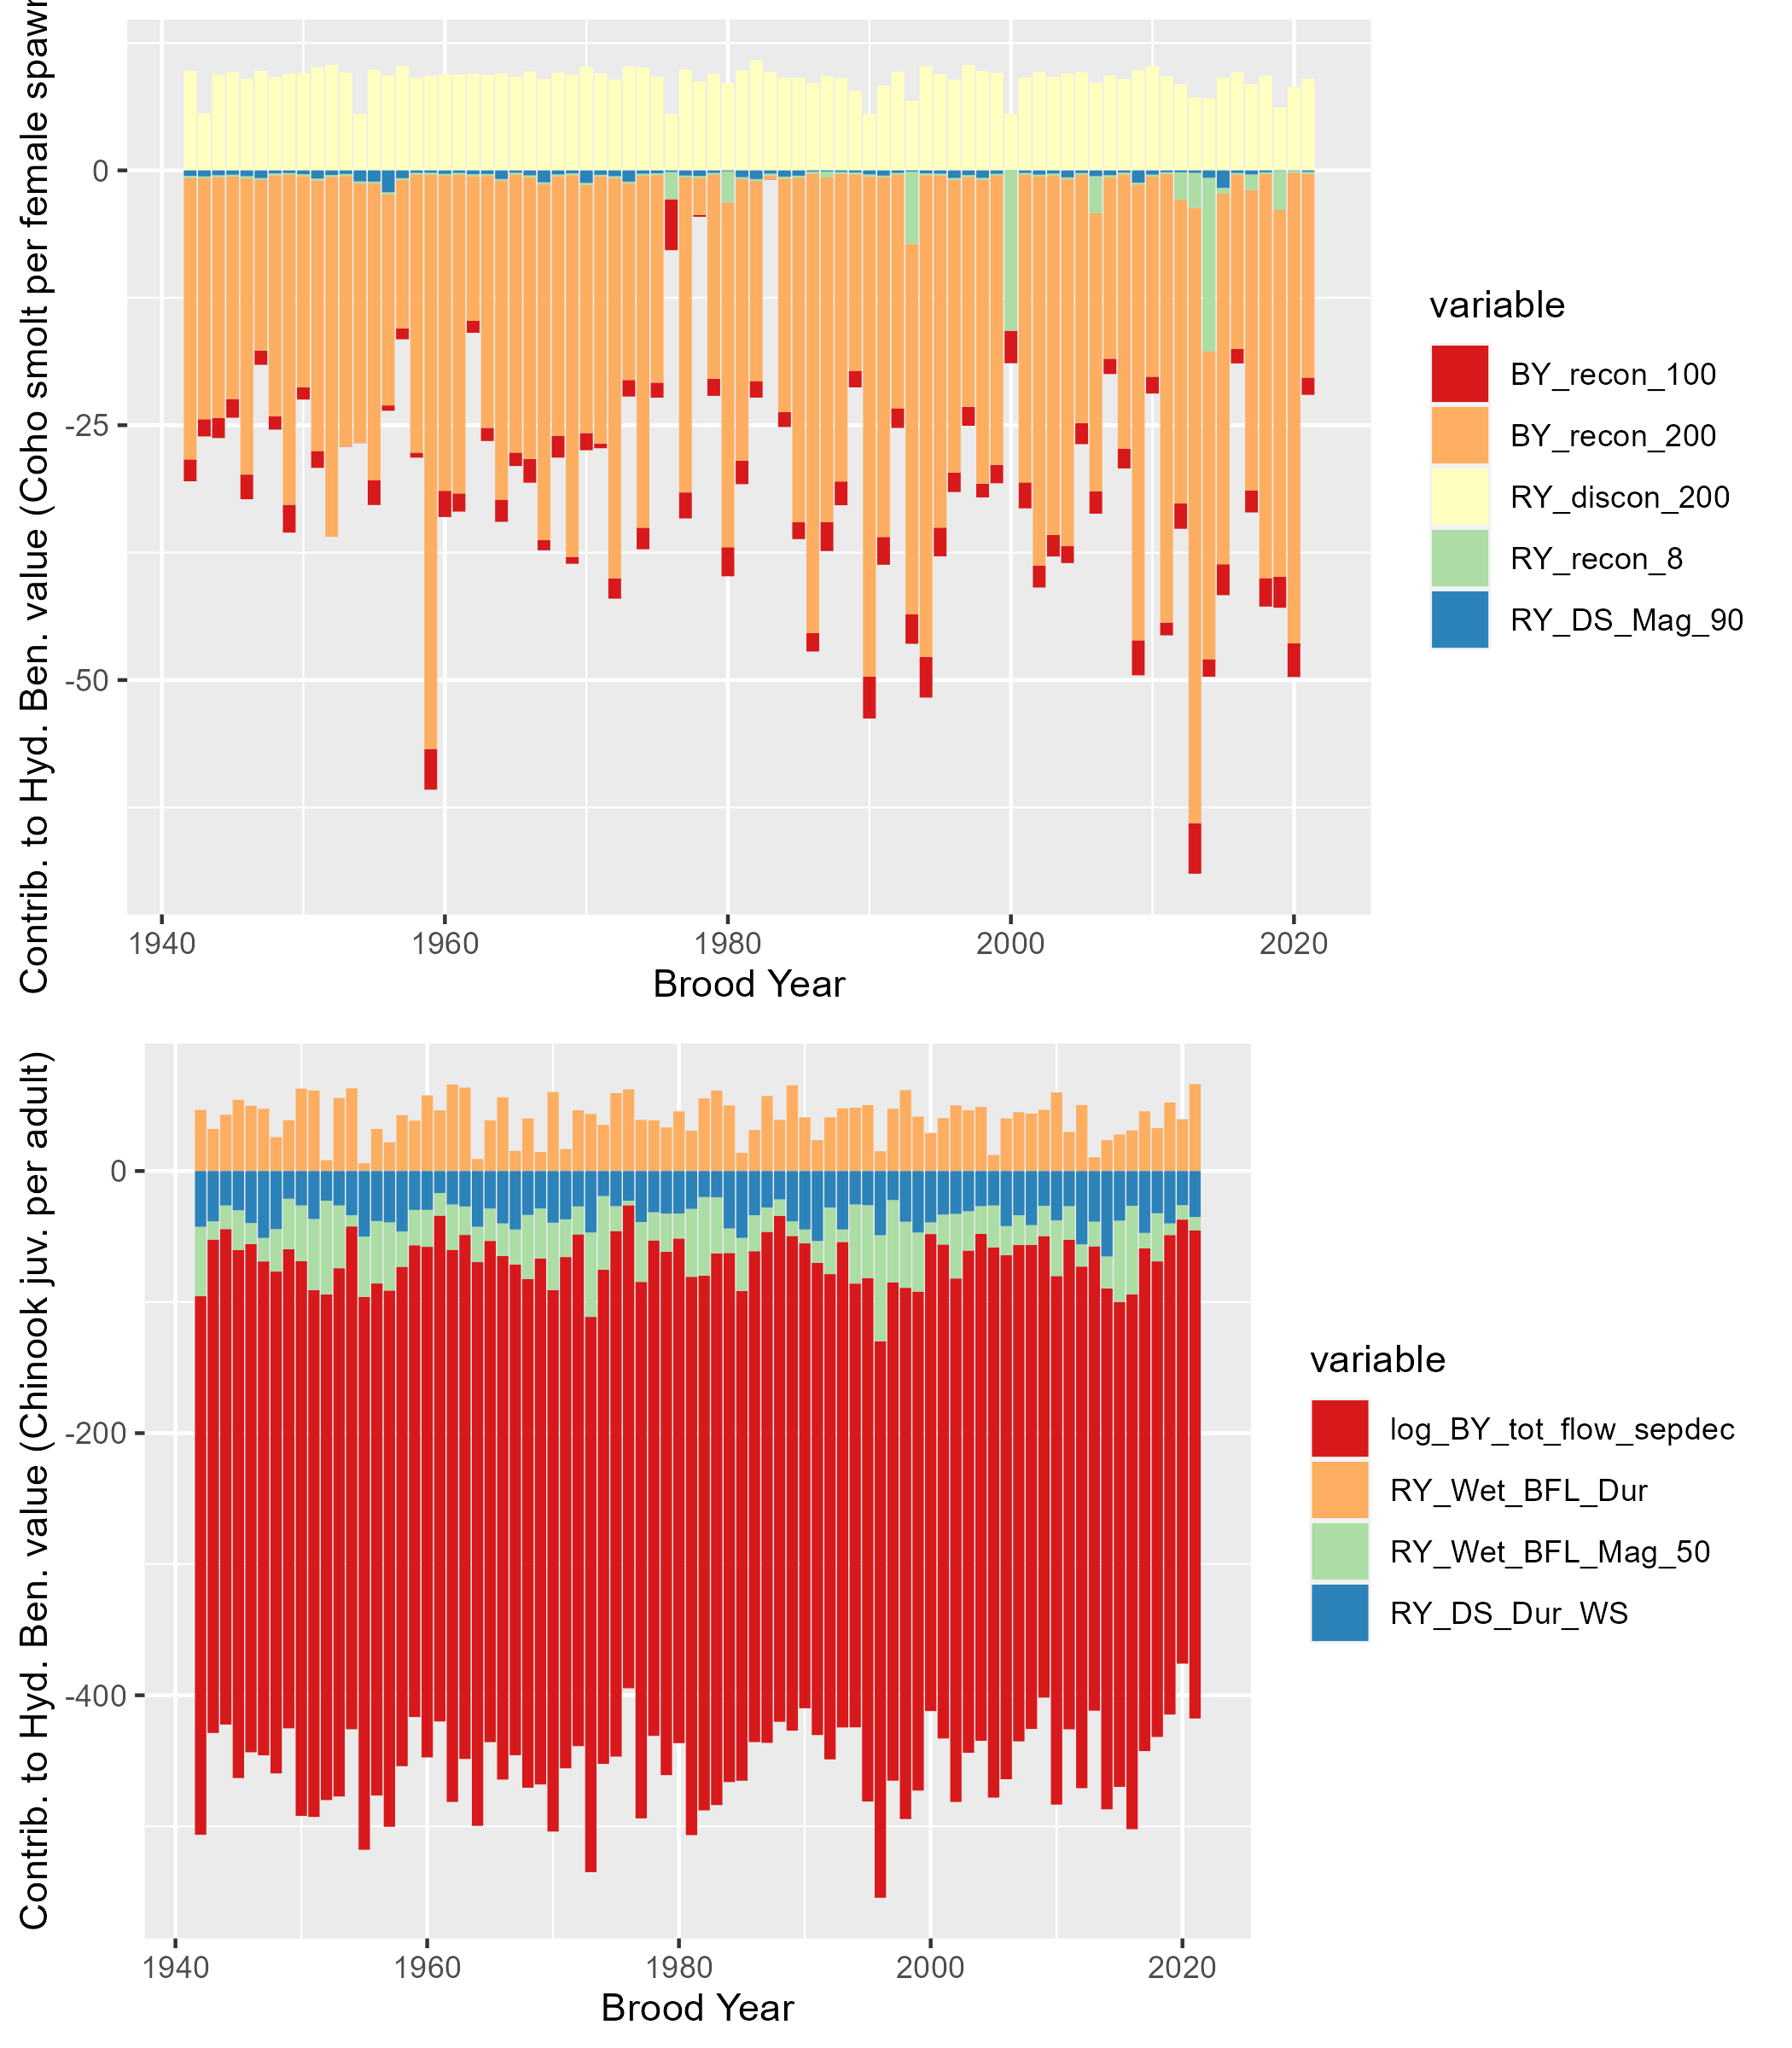 Contrib. to Hyd. Ben. value (Coho smolt per female
0
-25
-50
1940 1960 1980 2000 2020
Brood Year
variable
BY_recon_100
BY_recon_200
RY_discon_200
RY_recon_8
RY_DS_Mag_90
Contrib. to Hyd. Ben. value (Chinook juv. per adult)
0
-200
-400
1940 1960 1980 2000 2020
Brood Year
variable
log_BY_tot_flow_sepdec
RY_Wet_BFL_Dur
RY_Wet_BFL_Mag_50
RY_DS_Dur_WS